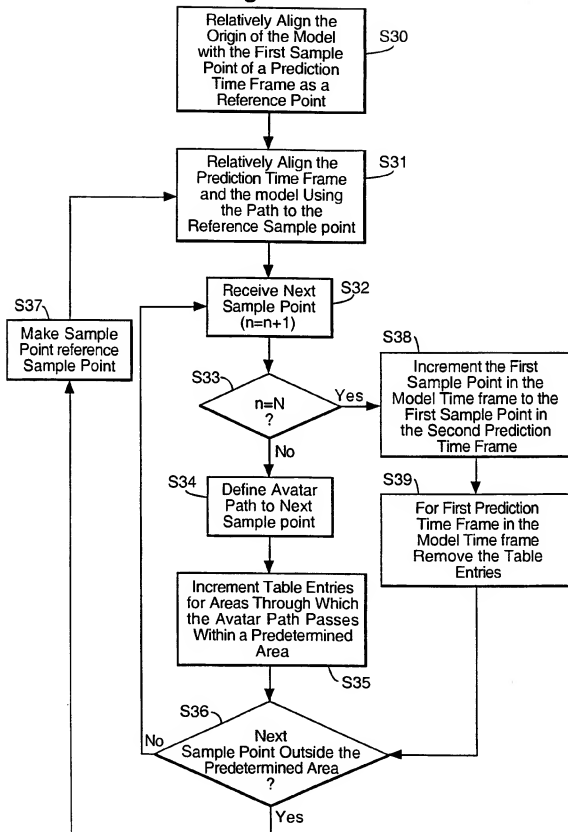 Relatively Align the
Origin of the Model
with the First Sample
Point of a Prediction
Time Frame as a
Reference Point
S30
Relatively Align the
Prediction Time Frame
and the model Using
the Path to the
Reference Sample point
S31
Receive Next
Sample Point
(n=n+1)
S32
S37
Make Sample
Point reference
Sample Point
S33
n=N
?
Yes
No
S38
Increment the First
Sample Point in the
Model Time frame to the
First Sample Point in
the Second Prediction
Time Frame
S34
Define Avatar
Path to Next
Sample point
S39
For First Prediction
Time Frame in the
Model Time frame
Remove the Table
Entries
Increment Table Entries
for Areas Through Which
the Avatar Path Passes
Within a Predetermined
Area
S35
S36
Next
Sample Point Outside the
Predetermined Area
?
No
Yes